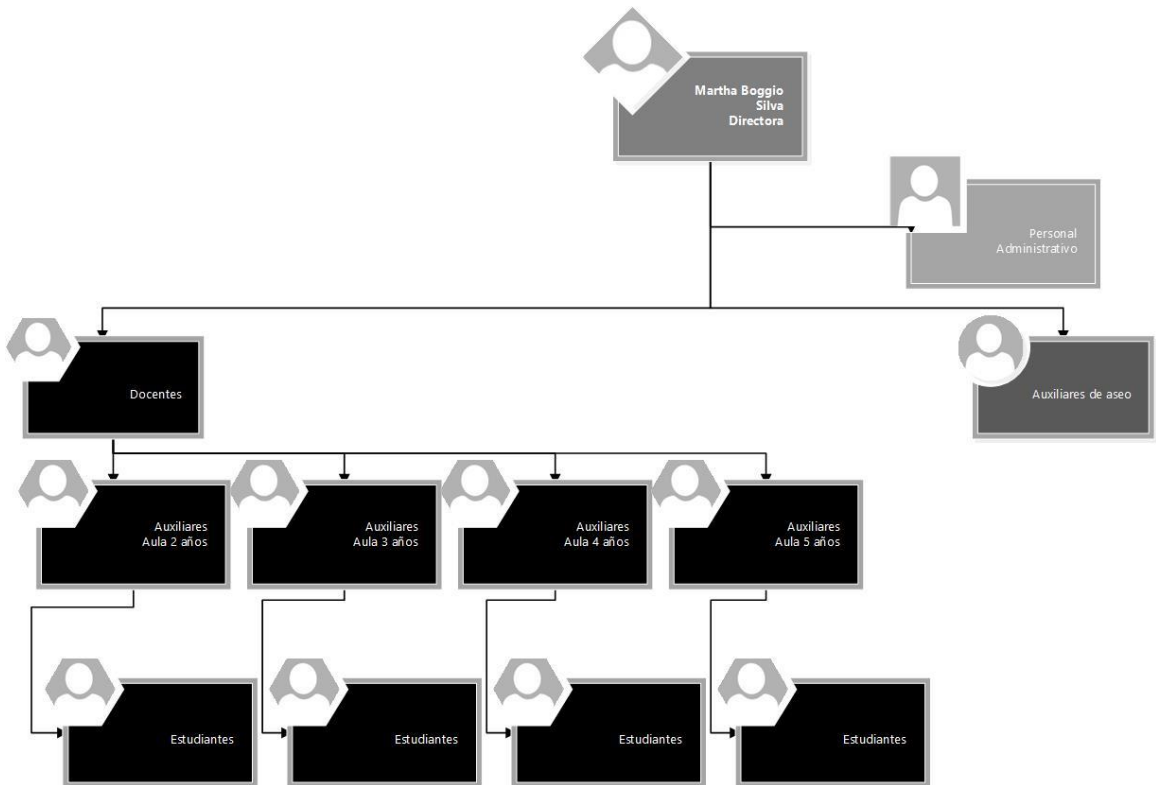 Martha Boggio
Silva
Directora
Personal
Administrativo
Docentes
Auxiliares de aseo
Auxiliares
Aula 2 años
Auxiliares
Aula 3 años
Auxiliares
Aula 4 años
Auxiliares
Aula 5 años
Estudiantes
Estudiantes
Estudiantes
Estudiantes